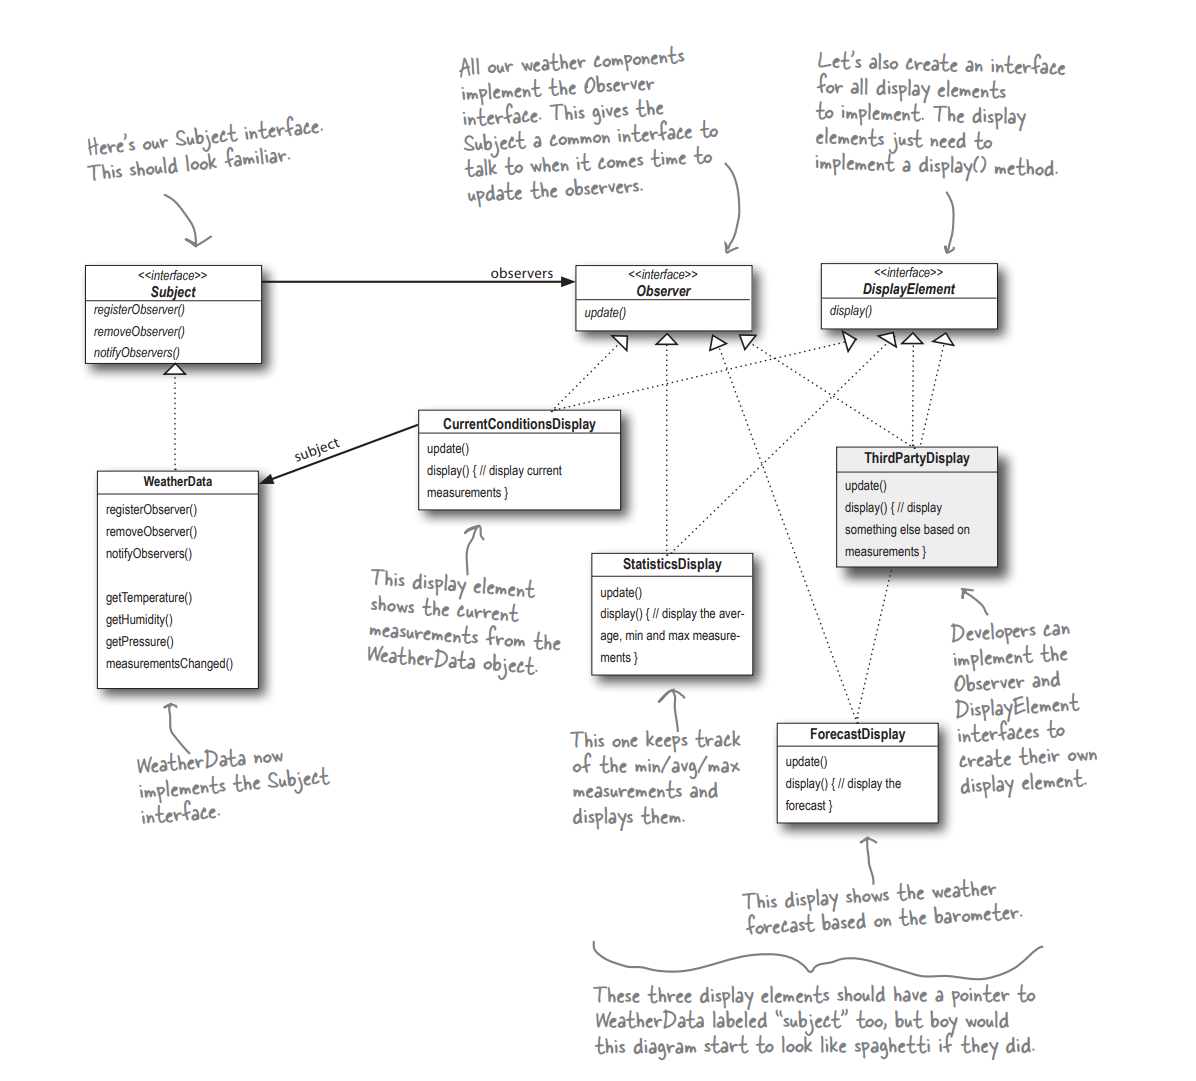 Here's our Subject interface.
This should look familiar.
All our weather components
implement the Observer
interface. This gives the
Subject a common interface to
talk to when it comes time to
update the observers.
Let's also create an interface
for all display elements
to implement. The display
elements just need to
implement a display() method.
<<interface>>
Subject
registerObserver()
removeObserver()
notifyObservers()
observers
<<interface>>
Observer
update()
<<interface>>
DisplayElement
display()
subject
CurrentConditionsDisplay
update()
display() { // display current
measurements }
WeatherData
registerObserver()
removeObserver()
notifyObservers()
getTemperature()
getHumidity()
getPressure()
measurementsChanged()
ThirdPartyDisplay
update()
display() { // display
something else based on
measurements }
StatisticsDisplay
update()
display() { // display the aver-
age, min and max measure-
ments }
This display element
shows the current
measurements from the
WeatherData object.
Developers can
implement the
Observer and
DisplayElement
interfaces to
create their own
display element.
ForecastDisplay
update()
display() { // display the
forecast }
WeatherData now
implements the Subject
interface.
This one keeps track
of the min/avg/max
measurements and
displays them.
This display shows the weather
forecast based on the barometer.
These three display elements should have a pointer to
WeatherData labeled “subject” too, but boy would
this diagram start to look like spaghetti if they did.